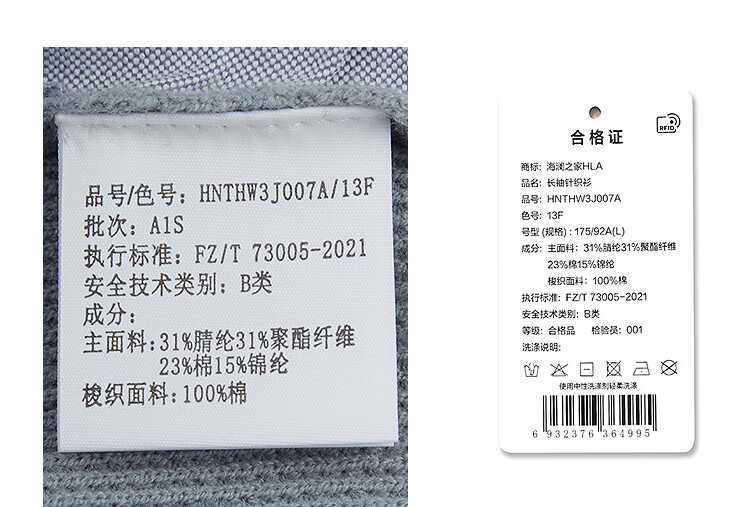 品号/色号: HNTHW3J007A/13F
批次: A1S
执行标准: FZ/T 73005-2021
安全技术类别: B类
成分:
主面料:31%腈纶31%聚酯纤维
23%棉15%锦纶
梭织面料:100%棉
RFID
合格证
商标: 海澜之家HLA
品名: 长袖针织衫
品号: HNTHW3J007A
色号: 13F
号型 (规格) : 175/92A(L)
成分: 主面料: 31%腈纶31%聚酯纤维
23%棉15%锦纶
梭织面料: 100%棉
执行标准: FZ/T 73005-2021
安全技术类别: B类
等级: 合格品 检验员: 001
洗涤说明:
使用中性洗涤剂轻柔洗涤
6 932376 364995